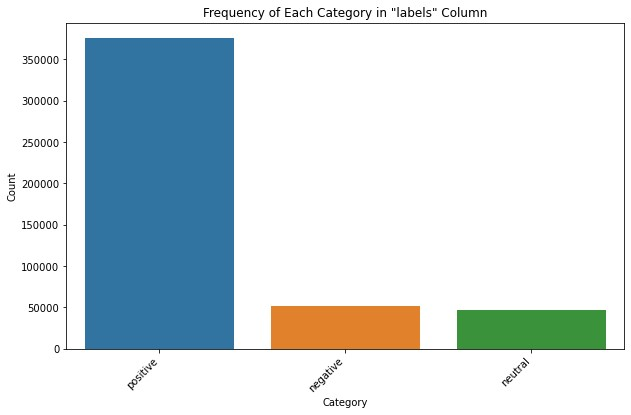 Frequency of Each Category in "labels" Column
Count
350000
300000
250000
200000
150000
100000
50000
0
positive
negative
neutral
Category